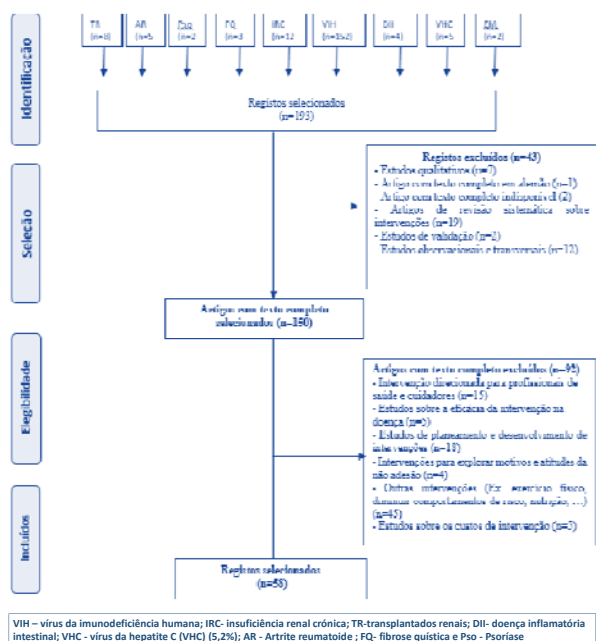 TR AR Pso FQ IRC VIH DII VHC
(n=8) (n=5) (n=2) (n=3) (n=12) (n=152) (n=4) (n=5) (n=2)
Identificação
Registos selecionados
(n=193)
Seleção
Registos excluídos (n=43)
- Estudos qualitativos (n=7)
- Artigo com texto completo em alemão (n=1)
- Artigo com texto completo indisponível (2)
- Artigos de revisão sistemática sobre
intervenções (n=19)
- Estudos de validação (n=2)
Estudos observacionais e transversais (n=12)
Artigos com texto completo
selecionados (n=150)
Elegibilidade
Artigos com texto completo excluídos (n=92)
- Intervenção direcionada para profissionais de
saúde e cuidadores (n=15)
- Estudos sobre a eficácia da intervenção na
doença (n=5)
- Estudos de planeamento e desenvolvimento de
intervenções (n=18)
- Intervenções para explorar motivos e atitudes da
não adesão (n=4)
- Outras intervenções (Ex exercício físico,
diminuir comportamentos de risco, nutrição, ...)
(n=45)
- Estudos sobre os custos de intervenção (n=5)
Incluídos
Registos selecionados
(n=58)
VIH – vírus da imunodeficiência humana; IRC- insuficiência renal crónica; TR-transplantados renais; DII- doença inflamatória
intestinal; VHC - vírus da hepatite C (VHC) (5,2%); AR - Artrite reumatoide ; FQ- fibrose quística e Pso - Psoríase